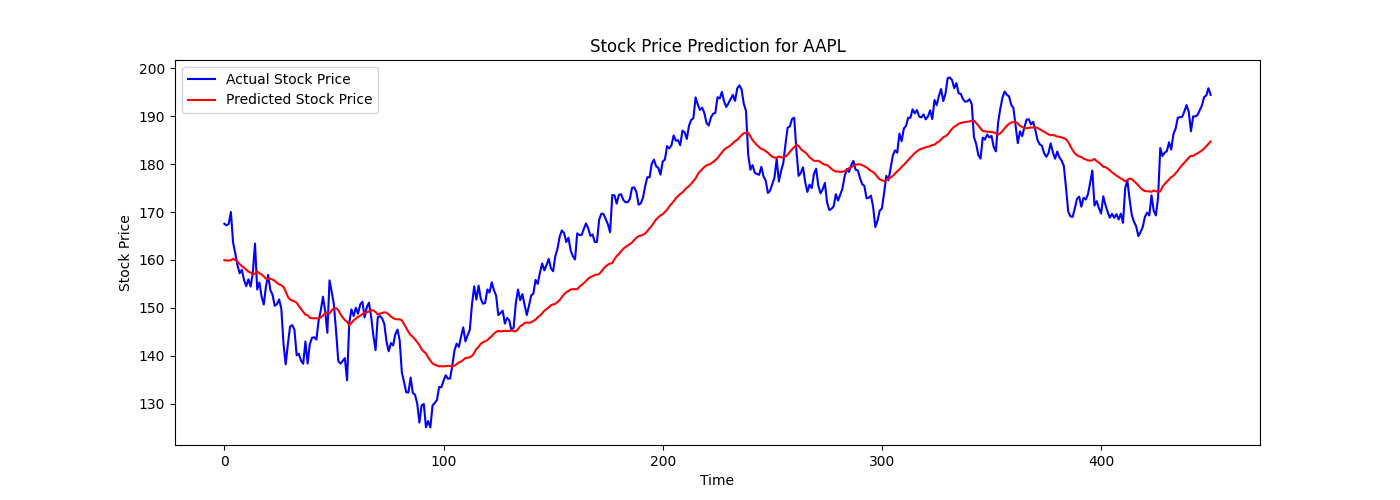 Stock Price Prediction for AAPL
Actual Stock Price
Predicted Stock Price
200
190
180
170
160
150
140
130
Stock Price
0 100 200 300 400
Time